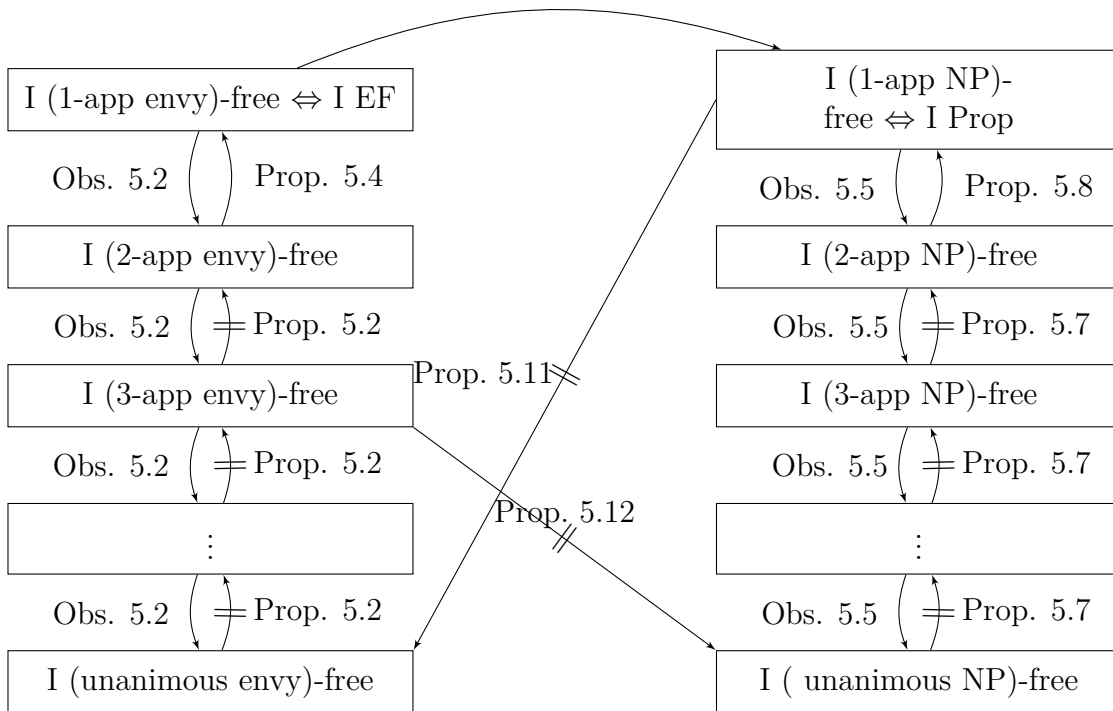 I (1-app envy)-free ⇔ I EF
I (1-app NP)-
free ⇔ I Prop
Obs. 5.2
Prop. 5.4
Obs. 5.5
Prop. 5.8
I (2-app envy)-free
I (2-app NP)-free
Obs. 5.2
Prop. 5.2
Obs. 5.5
Prop. 5.7
Prop. 5.11
I (3-app envy)-free
I (3-app NP)-free
Obs. 5.2
Prop. 5.2
Obs. 5.5
Prop. 5.7
Prop. 5.12
⋮
⋮
Obs. 5.2
Prop. 5.2
Obs. 5.5
Prop. 5.7
I (unanimous envy)-free
I ( unanimous NP)-free